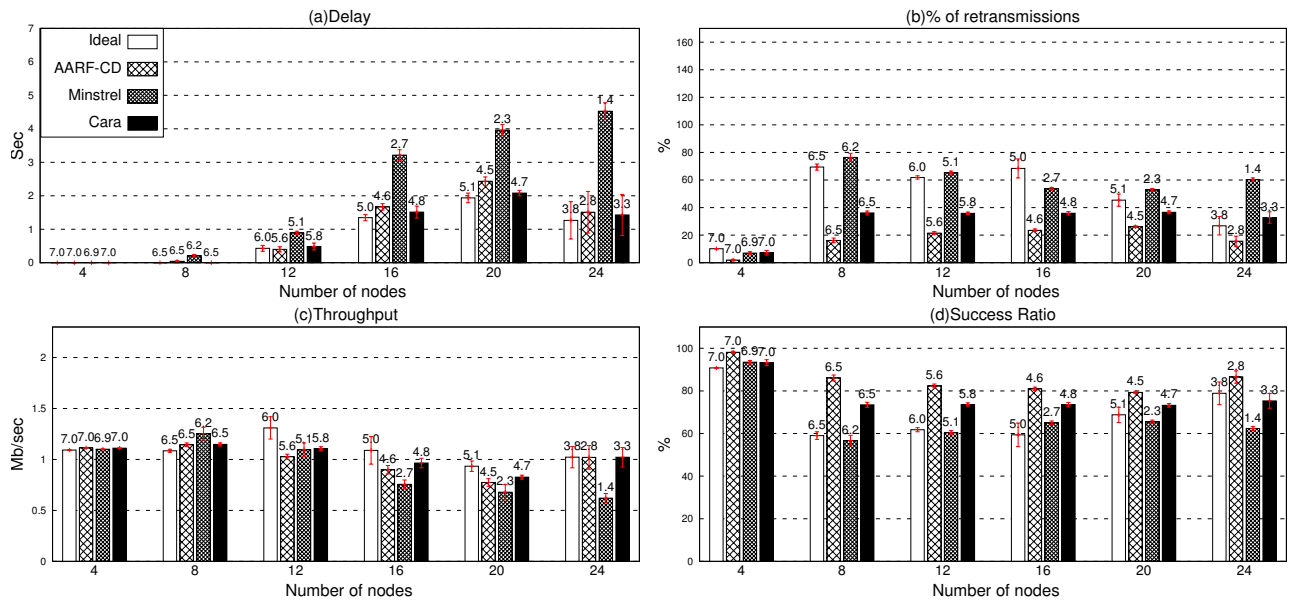 (a)Delay
7
6
5
4
3
2
1
0
Sec
Ideal
AARF-CD
Minstrel
Cara
7.0 7.0 6.9 7.0
6.5 6.5 6.2 6.5
6.0 5.6 5.1 5.8
5.0 4.6 2.7 4.8
5.1 4.5 2.3 4.7
3.8 2.8 1.4 3.3
4 8 12 16 20 24
Number of nodes
(b)% of retransmissions
160
140
120
100
80
60
40
20
0
%
7.0 7.0 6.9 7.0
6.5 6.5 6.2 6.5
6.0 5.6 5.1 5.8
5.0 4.6 2.7 4.8
5.1 4.5 2.3 4.7
3.8 2.8 1.4 3.3
4 8 12 16 20 24
Number of nodes
(c)Throughput
2
1.5
1
0.5
0
Mb/sec
7.0 7.0 6.9 7.0
6.5 6.5 6.2 6.5
6.0 5.6 5.1 5.8
5.0 4.6 2.7 4.8
5.1 4.5 2.3 4.7
3.8 2.8 1.4 3.3
4 8 12 16 20 24
Number of nodes
(d)Success Ratio
100
80
60
40
20
0
%
7.0 7.0 6.9 7.0
6.5 6.5 6.2 6.5
6.0 5.6 5.1 5.8
5.0 4.6 2.7 4.8
5.1 4.5 2.3 4.7
3.8 2.8 1.4 3.3
4 8 12 16 20 24
Number of nodes